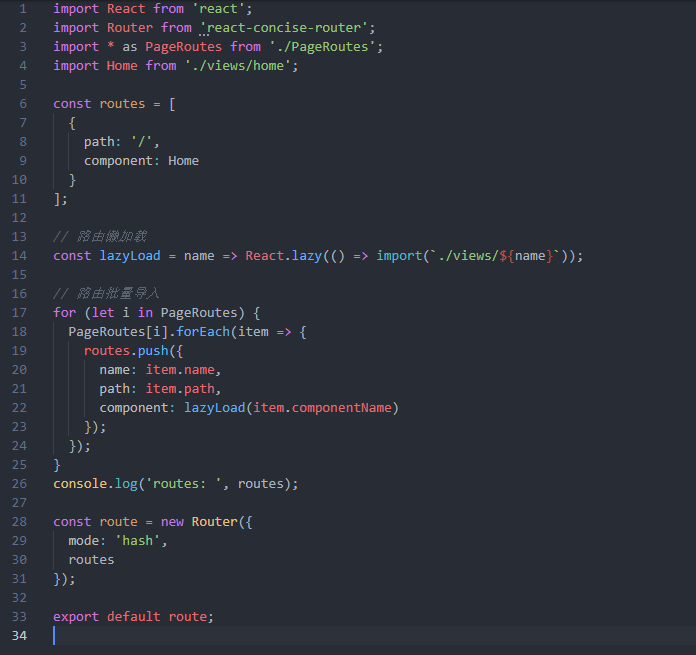 1 import React from 'react';
2 import Router from 'react-concise-router';
3 import * as PageRoutes from './PageRoutes';
4 import Home from './views/home';
5
6 const routes = [
7 {
8 path: '/',
9 component: Home
10 }
11 ];
12
13 // 路由懒加载
14 const lazyLoad = name => React.lazy(() => import(`./views/${name}`));
15
16 // 路由批量导入
17 for (let i in PageRoutes) {
18 PageRoutes[i].forEach(item => {
19 routes.push({
20 name: item.name,
21 path: item.path,
22 component: lazyLoad(item.componentName)
23 });
24 });
25 }
26 console.log('routes: ', routes);
27
28 const route = new Router({
29 mode: 'hash',
30 routes
31 });
32
33 export default route;
34